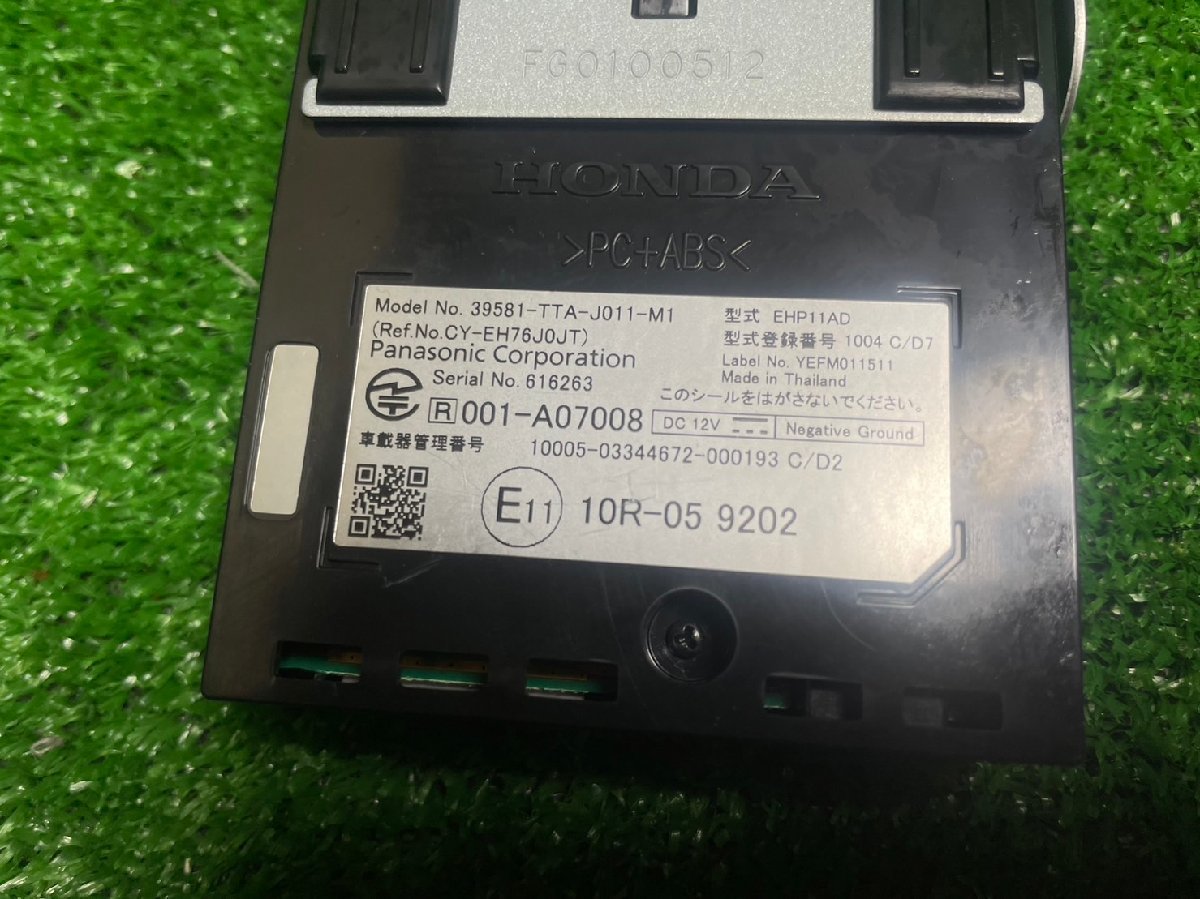 FG0100512
HONDA
>PC+ABS<
Model No. 39581-TTA-J011-M1
(Ref.No.CY-EH76J0JT)
Panasonic Corporation
Serial No. 616263
R 001-A07008
型式 EHP11AD
型式登録番号 1004 C/D7
Label No. YEFM011511
Made in Thailand
このシールをはがさないでください。
DC 12V Negative Ground
車載器管理番号 10005-03344672-000193 C/D2
E11 10R-05 9202